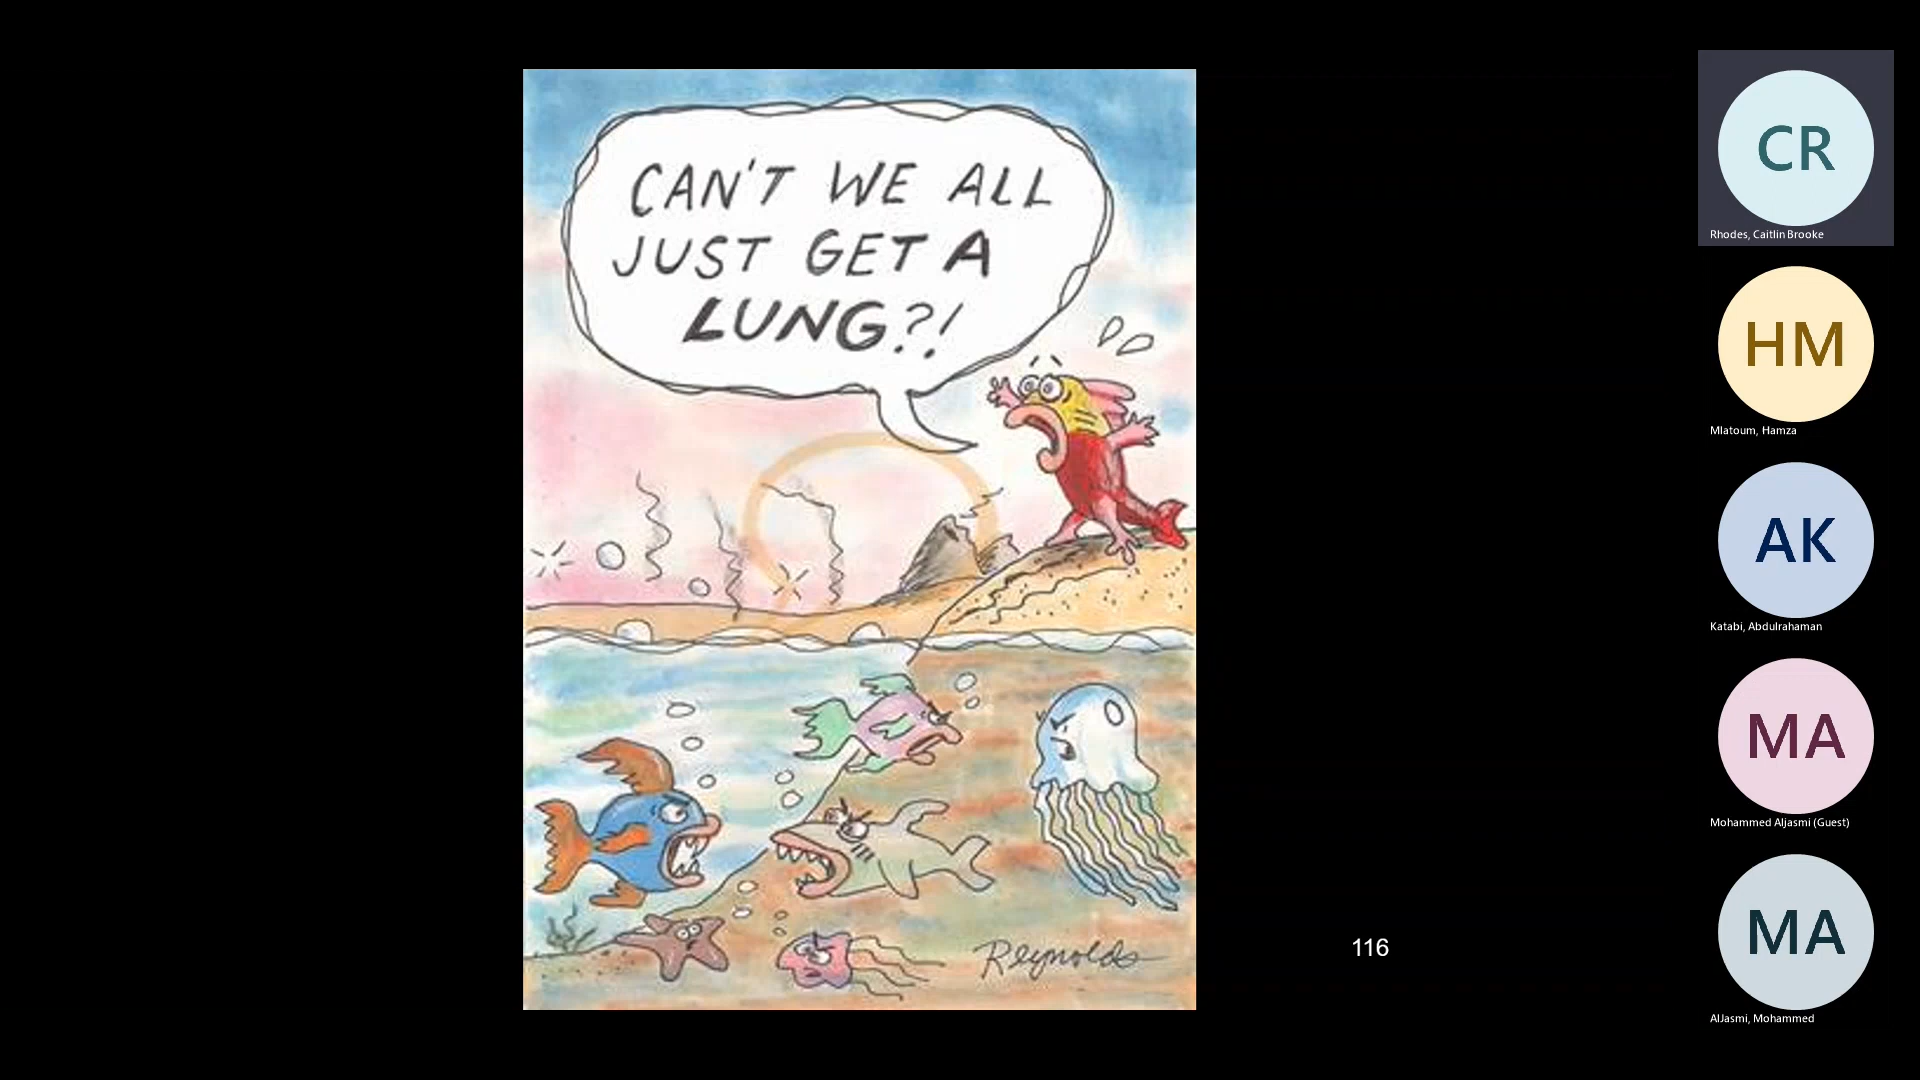 CAN'T WE ALL
JUST GET A
LUNG?!
Reynolds
116
CR
Rhodes, Caitlin Brooke
HM
Mlatoum, Hamza
AK
Katabi, Abdulrahaman
MA
Mohammed Aljasmi (Guest)
MA
AlJasmi, Mohammed